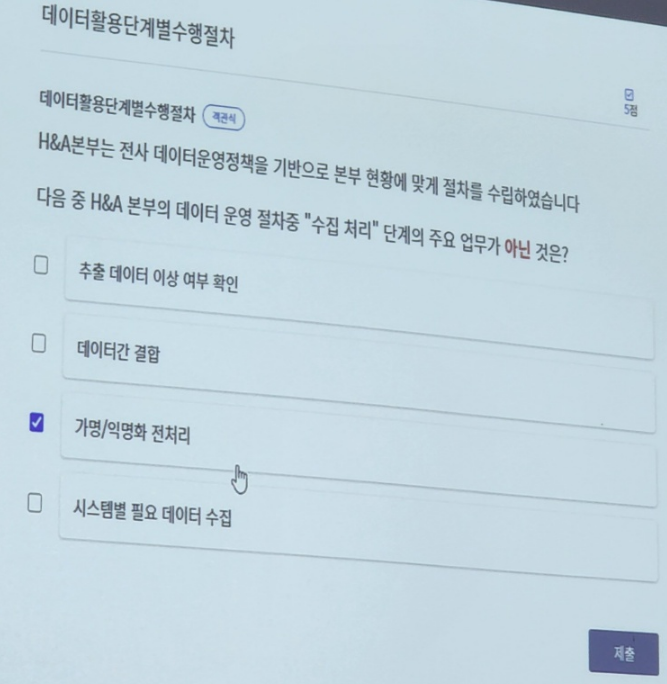 데이터활용단계별수행절차
5점
데이터활용단계별수행절차 객관식
H&A본부는 전사 데이터운영정책을 기반으로 본부 현황에 맞게 절차를 수립하였습니다
다음 중 H&A 본부의 데이터 운영 절차중 "수집 처리" 단계의 주요 업무가 아닌 것은?
추출 데이터 이상 여부 확인
데이터간 결합
가명/익명화 전처리
시스템별 필요 데이터 수집
제출